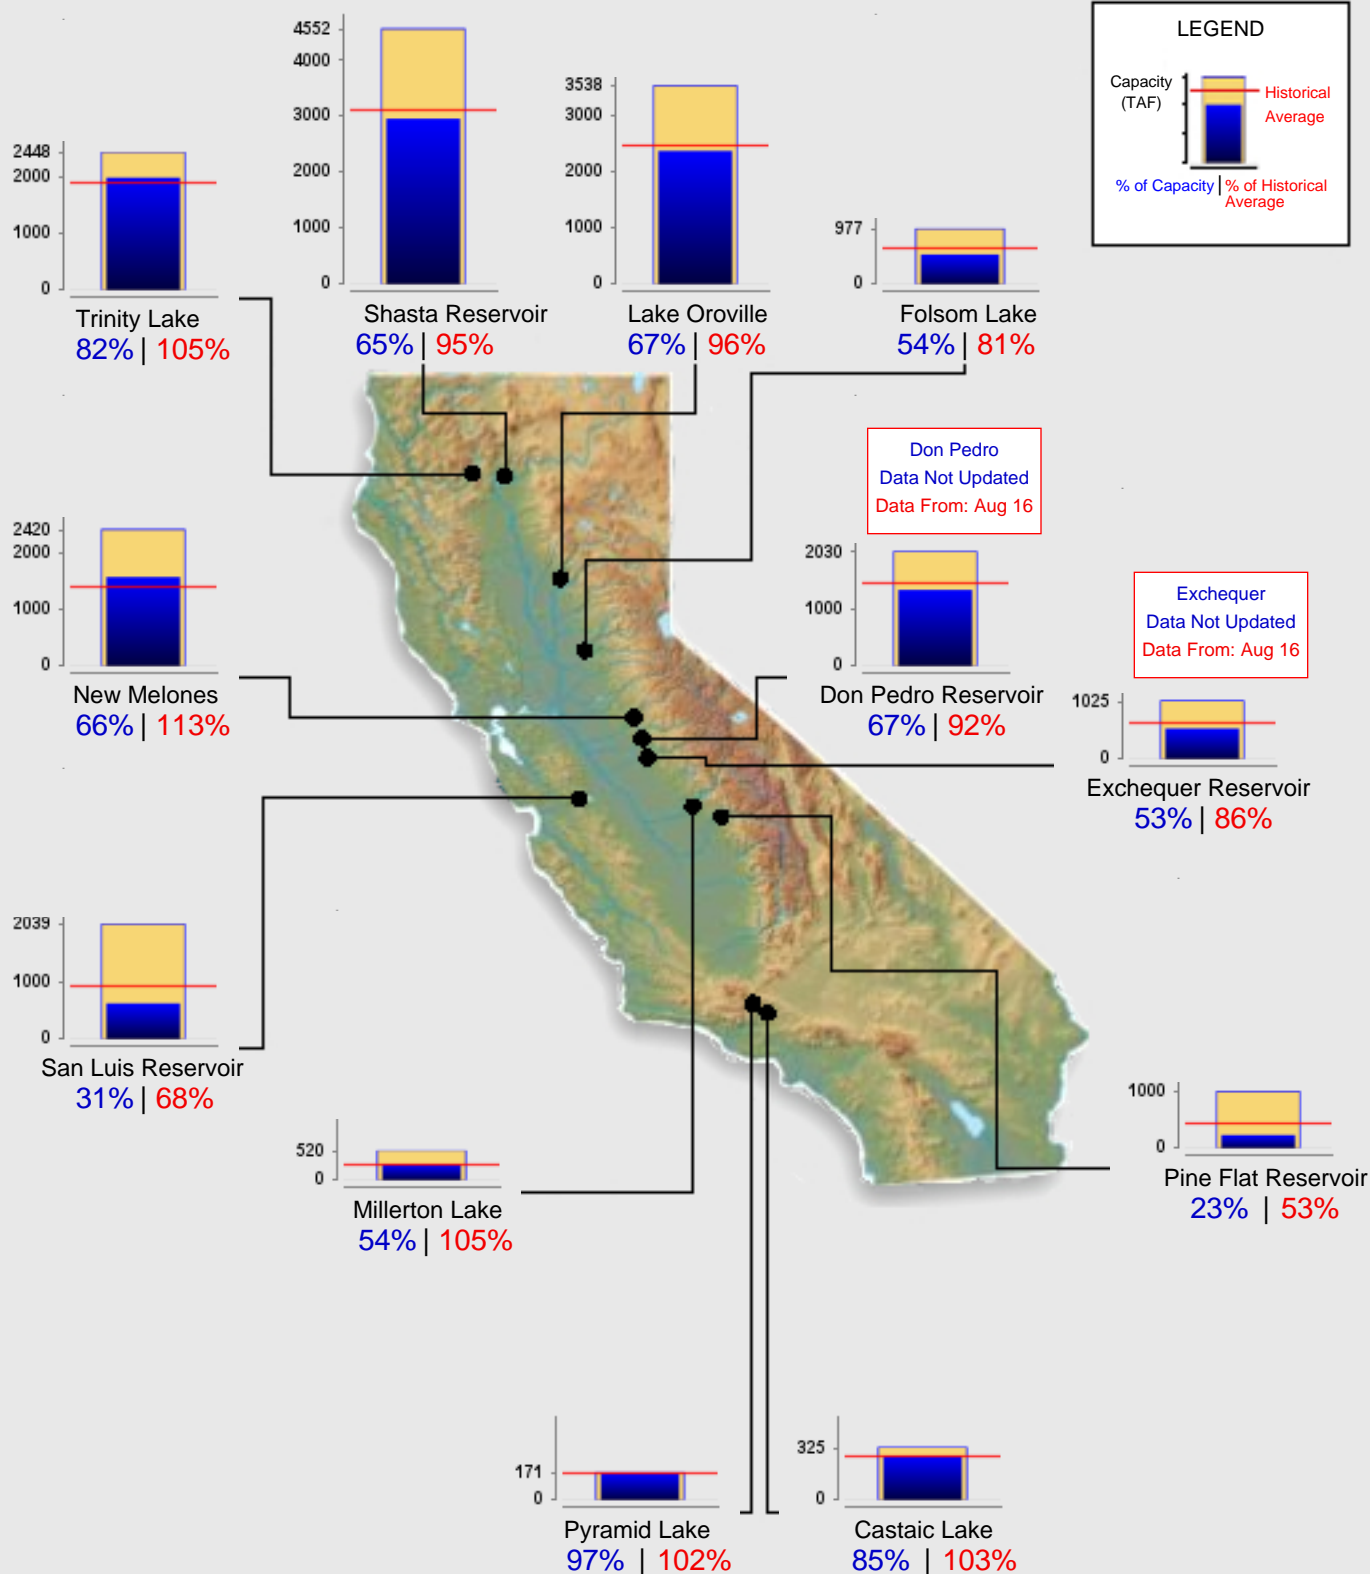 LEGEND
Capacity
(TAF)
Historical
Average
% of Capacity | % of Historical
Average
4552
4000
3000
2000
1000
0
Shasta Reservoir
65% | 95%
3538
3000
2000
1000
0
Lake Oroville
67% | 96%
2448
2000
1000
0
Trinity Lake
82% | 105%
977
0
Folsom Lake
54% | 81%
Don Pedro
Data Not Updated
Data From: Aug 16
2030
1000
0
Don Pedro Reservoir
67% | 92%
2420
2000
1000
0
New Melones
66% | 113%
Exchequer
Data Not Updated
Data From: Aug 16
1025
0
Exchequer Reservoir
53% | 86%
2039
1000
0
San Luis Reservoir
31% | 68%
520
0
Millerton Lake
54% | 105%
1000
0
Pine Flat Reservoir
23% | 53%
171
0
Pyramid Lake
97% | 102%
325
0
Castaic Lake
85% | 103%